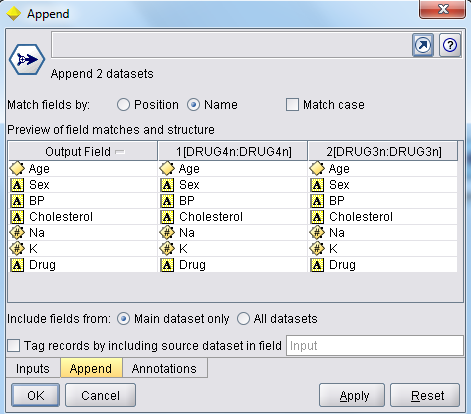 Append
Append 2 datasets
Match fields by: Position Name Match case
Preview of field matches and structure
Output Field 1[DRUG4n:DRUG4n] 2[DRUG3n:DRUG3n]
Age Age Age
A Sex A Sex A Sex
A BP A BP A BP
A Cholesterol A Cholesterol A Cholesterol
# Na # Na # Na
# K # K # K
A Drug A Drug A Drug
Include fields from: Main dataset only All datasets
Tag records by including source dataset in field Input
Inputs Append Annotations
OK Cancel Apply Reset